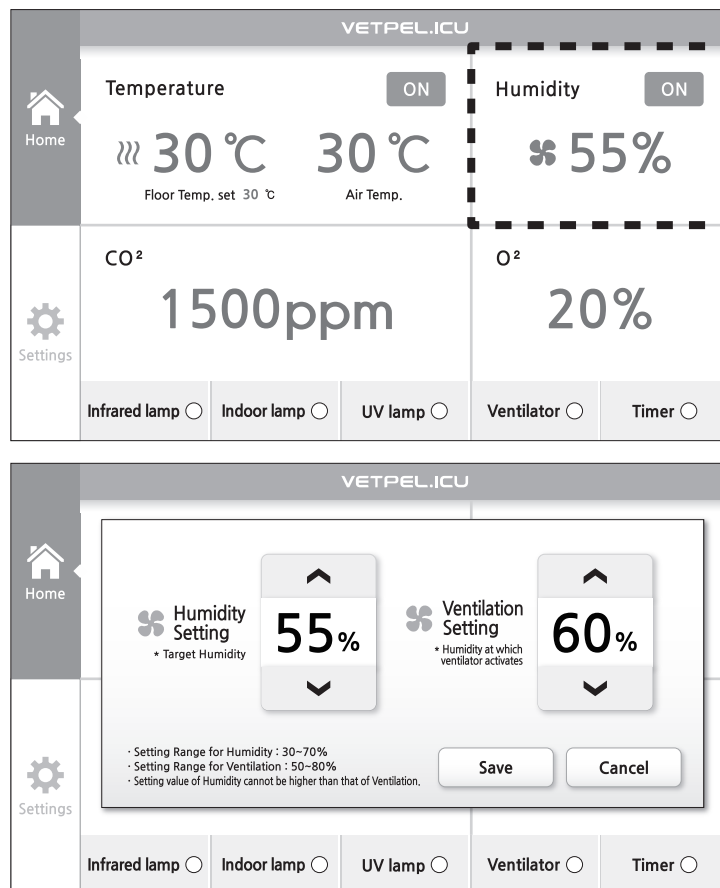 VETPEL.ICU
Temperature
ON
Humidity
ON
Home
30 ℃
30 ℃
55%
Floor Temp. set 30 ℃
Air Temp.
CO²
O²
1500ppm
20%
Settings
Infrared lamp
Indoor lamp
UV lamp
Ventilator
Timer
VETPEL.ICU
Home
Humidity
Setting
* Target Humidity
55%
Ventilation
Setting
* Humidity at which
ventilator activates
60%
· Setting Range for Humidity : 30~70%
· Setting Range for Ventilation : 50~80%
· Setting value of Humidity cannot be higher than that of Ventilation.
Save
Cancel
Settings
Infrared lamp
Indoor lamp
UV lamp
Ventilator
Timer